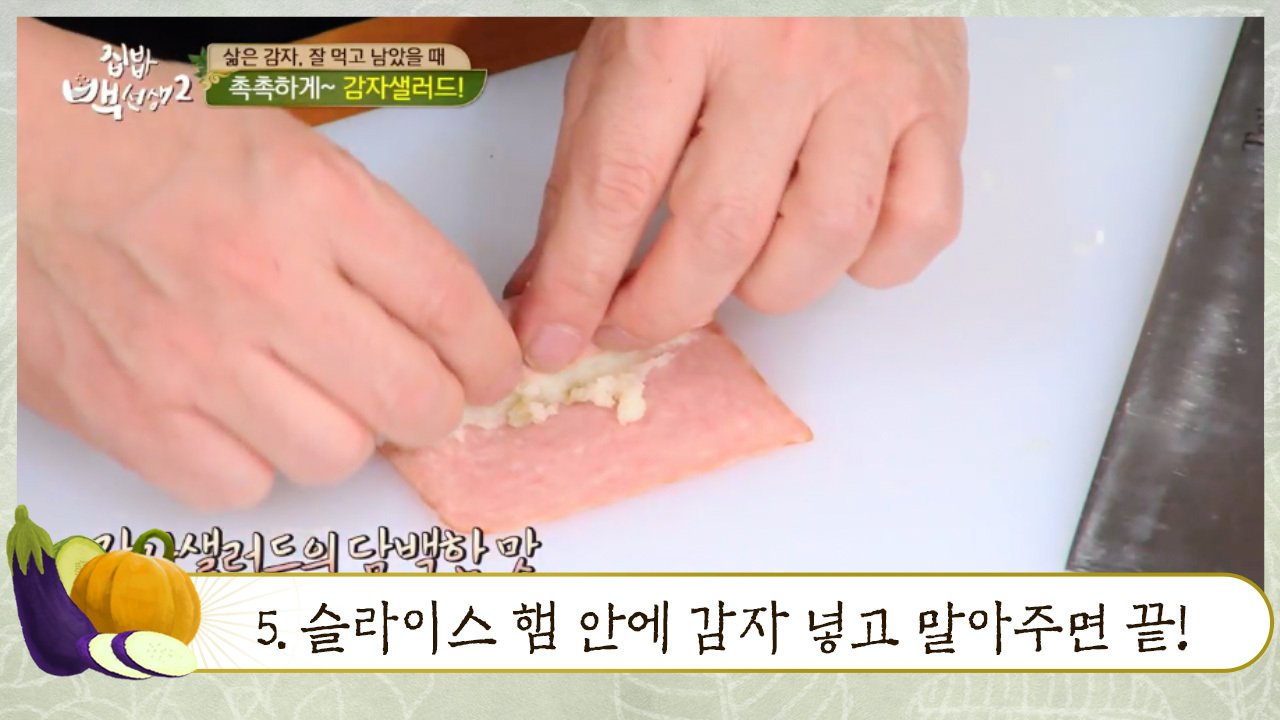 집밥
백선생2
삶은 감자, 잘 먹고 남았을 때
촉촉하게~ 감자샐러드!
감자샐러드의 담백한 맛
5. 슬라이스 햄 안에 감자 넣고 말아주면 끝!